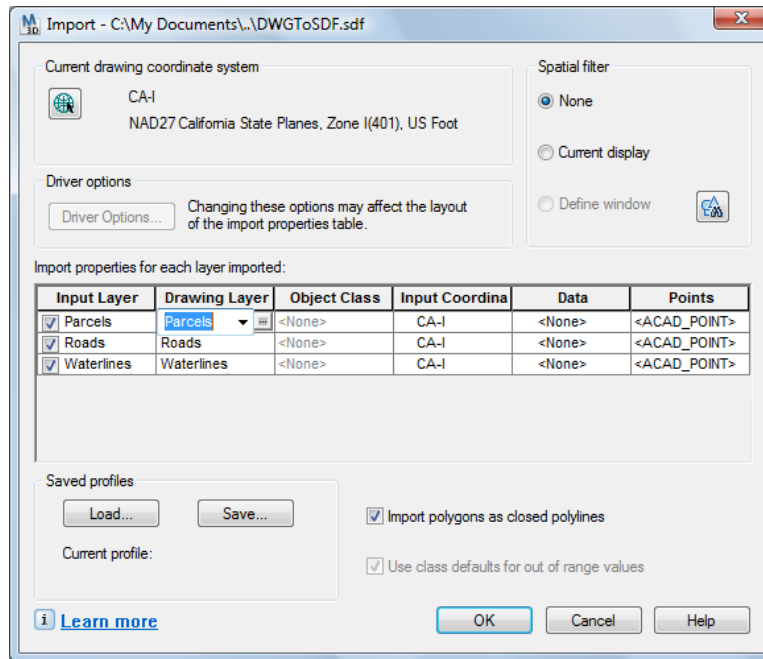 M 3D Import - C:\My Documents\..\DWGToSDF.sdf
Current drawing coordinate system
CA-I
NAD27 California State Planes, Zone I(401), US Foot
Spatial filter
None
Current display
Define window
Driver options
Driver Options...
Changing these options may affect the layout
of the import properties table.
Import properties for each layer imported:
Input Layer Drawing Layer Object Class Input Coordina Data Points
Parcels Parcels ... <None> CA-I <None> <ACAD_POINT>
Roads Roads <None> CA-I <None> <ACAD_POINT>
Waterlines Waterlines <None> CA-I <None> <ACAD_POINT>
Saved profiles
Load... Save...
Current profile:
Import polygons as closed polylines
Use class defaults for out of range values
i Learn more
OK Cancel Help